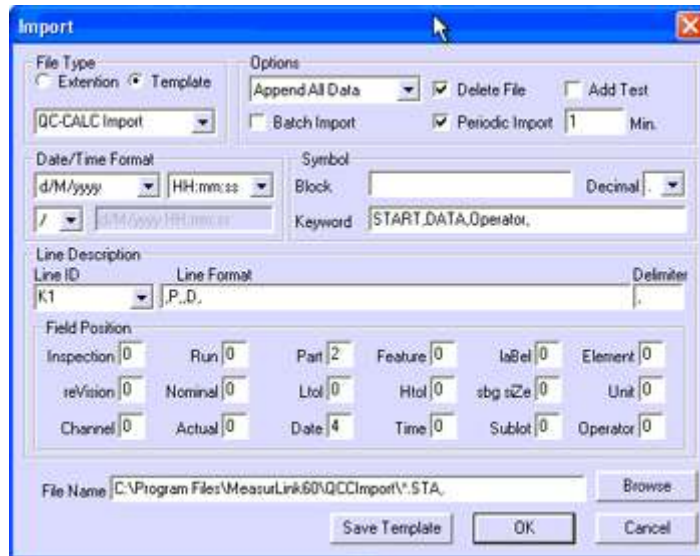 Import
File Type
Extention Template
QC-CALC Import
Options
Append All Data Delete File Add Test
Batch Import Periodic Import 1 Min.
Date/Time Format
d/M/yyyy HH:mm:ss
/ d/M/yyyy HH:mm:ss
Symbol
Block Decimal .
Keyword START,DATA,Operator,
Line Description
Line ID Line Format Delimiter
K1 ,P,,D, ,
Field Position
Inspection 0 Run 0 Part 2 Feature 0 laBel 0 Element 0
reVision 0 Nominal 0 Ltol 0 Htol 0 sbg siZe 0 Unit 0
Channel 0 Actual 0 Date 4 Time 0 Sublot 0 Operator 0
File Name C:\Program Files\MeasurLink60\QCCImport\*.STA, Browse
Save Template OK Cancel